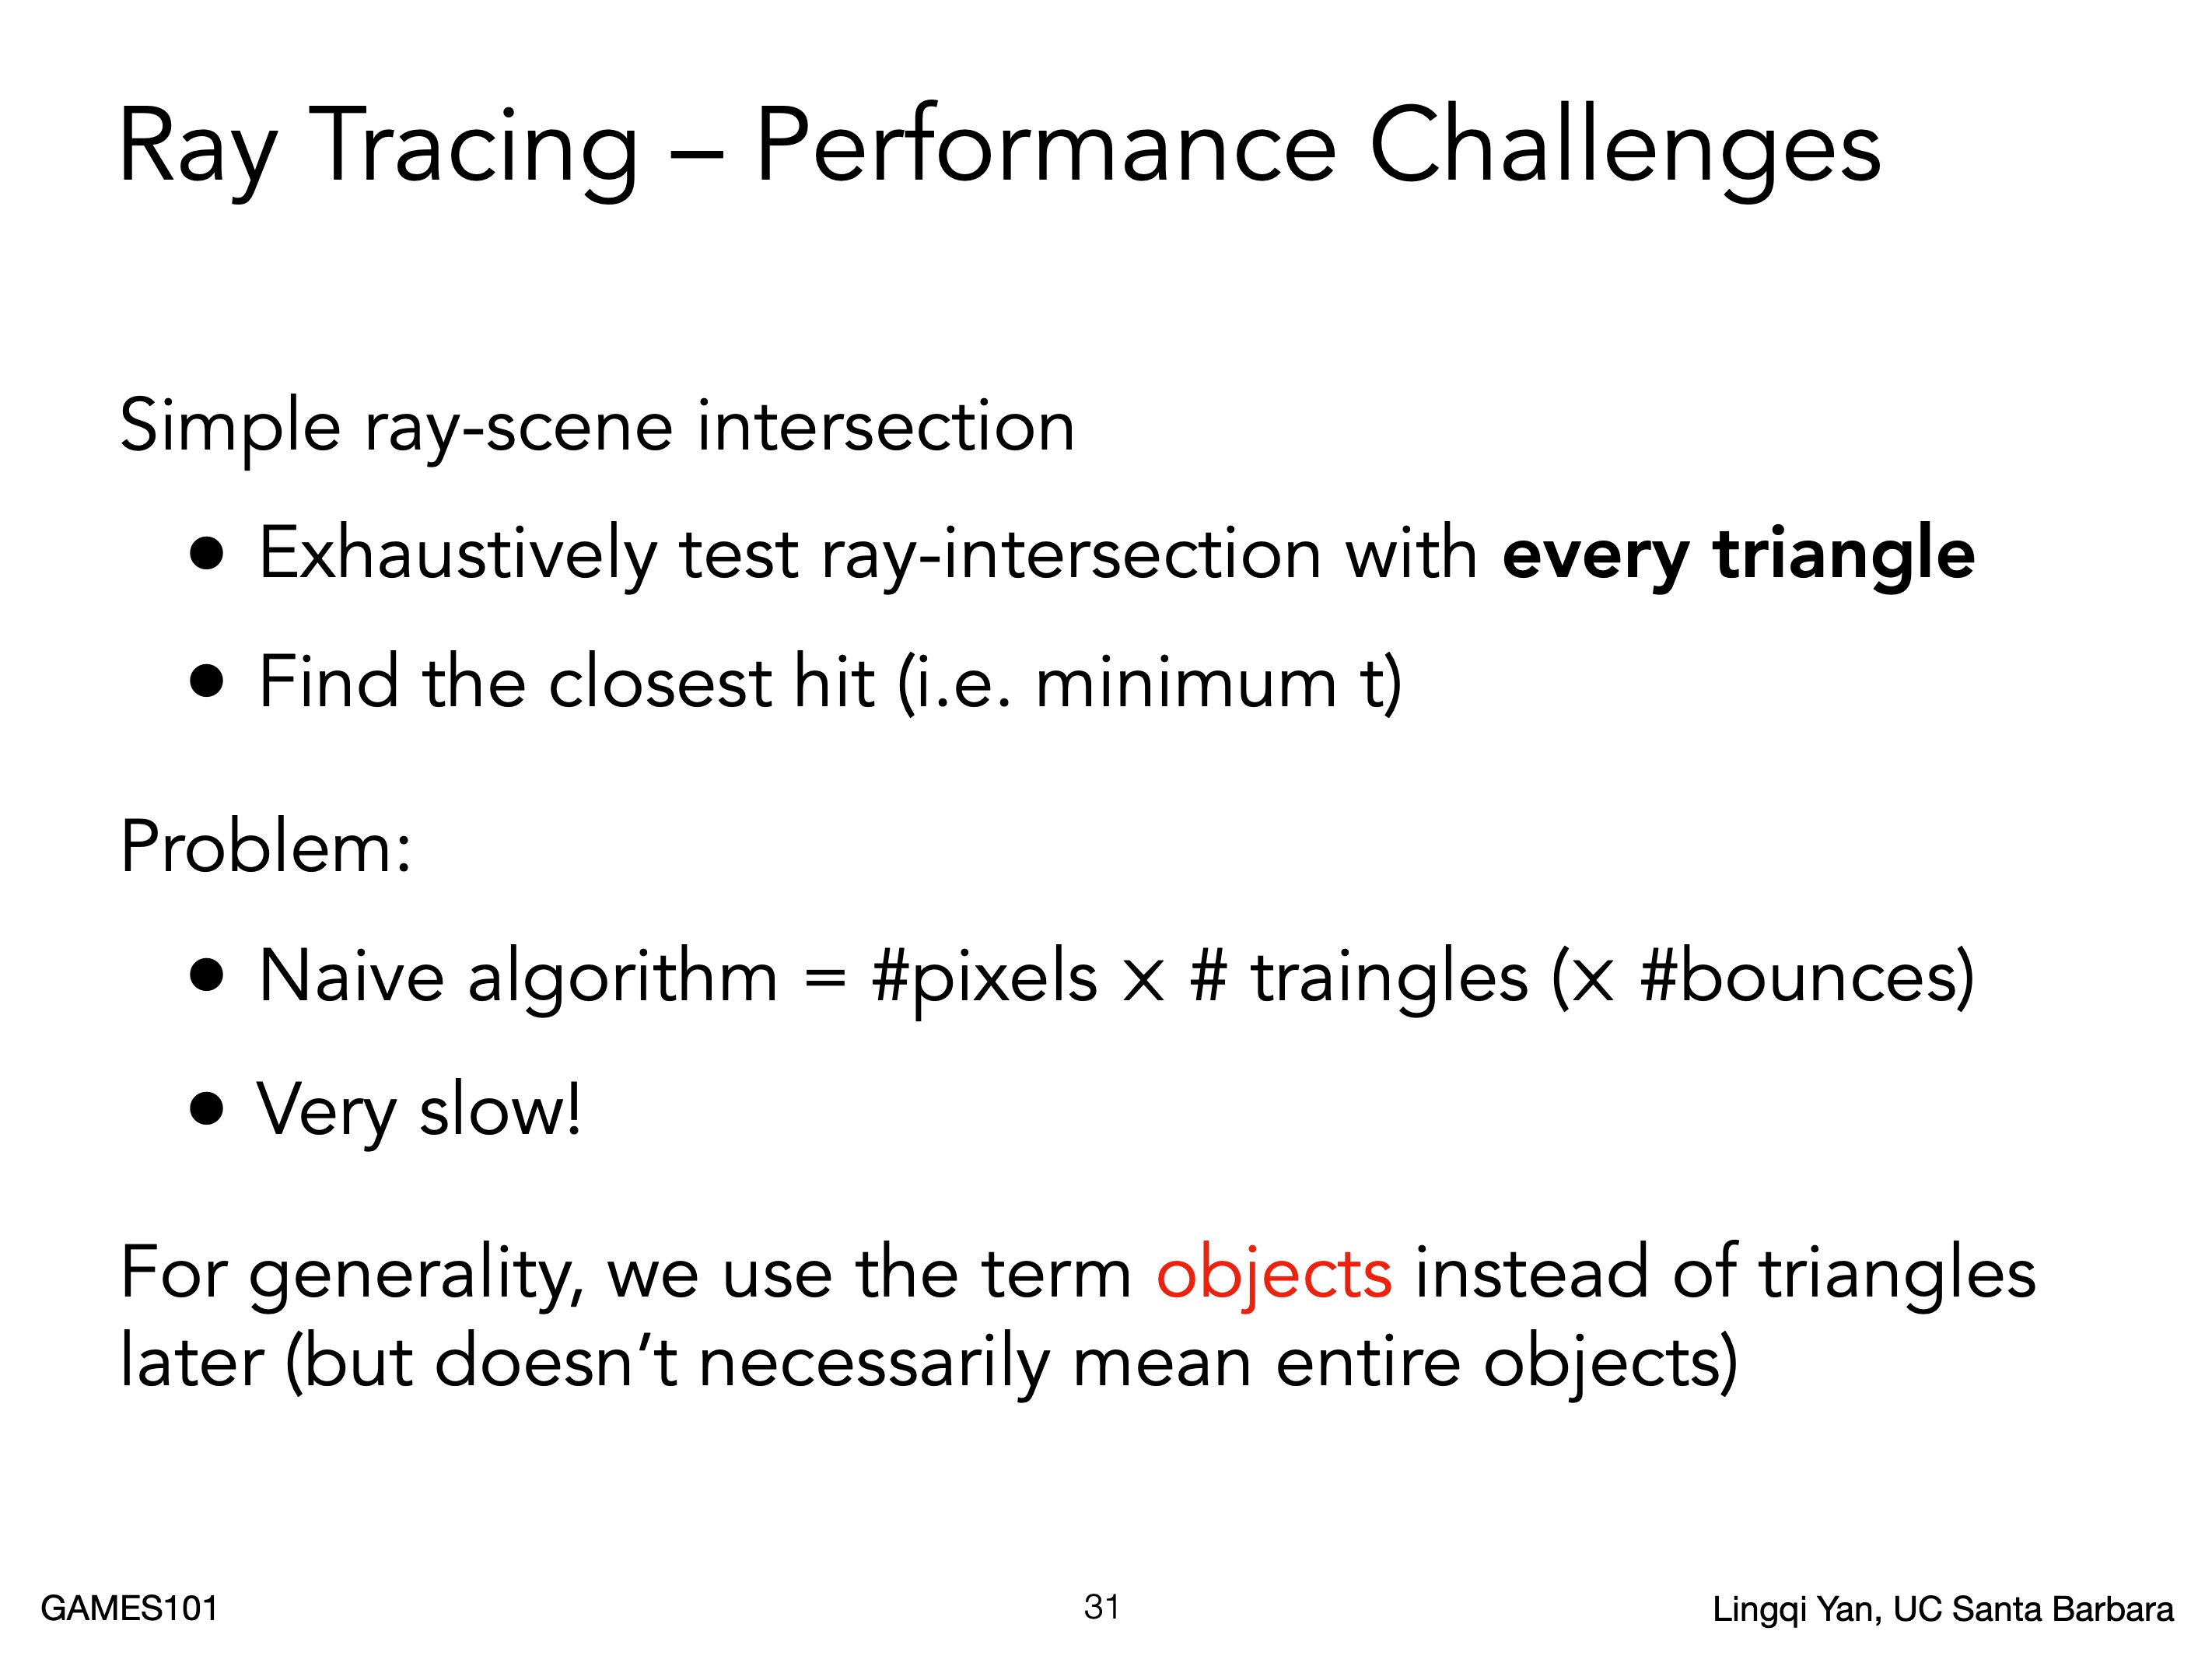 Ray Tracing – Performance Challenges
Simple ray-scene intersection
• Exhaustively test ray-intersection with every triangle
• Find the closest hit (i.e. minimum t)
Problem:
• Naive algorithm = #pixels × # traingles (× #bounces)
• Very slow!
For generality, we use the term objects instead of triangles
later (but doesn’t necessarily mean entire objects)
GAMES101
31
Lingqi Yan, UC Santa Barbara